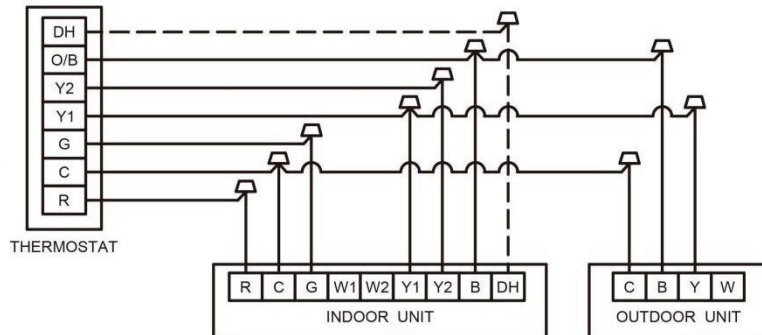 DH
O/B
Y2
Y1
G
C
R
THERMOSTAT
R C G W1 W2 Y1 Y2 B DH
INDOOR UNIT
C B Y W
OUTDOOR UNIT